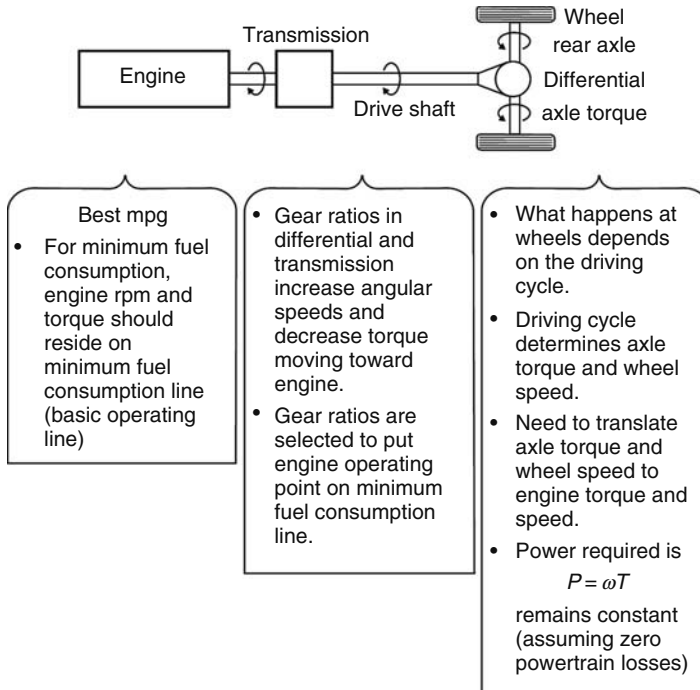 Engine
Transmission
Drive shaft
Wheel
rear axle
Differential
axle torque
Best mpg
• For minimum fuel
consumption,
engine rpm and
torque should
reside on
minimum fuel
consumption line
(basic operating
line)
• Gear ratios in
differential and
transmission
increase angular
speeds and
decrease torque
moving toward
engine.
• Gear ratios are
selected to put
engine operating
point on minimum
fuel consumption
line.
• What happens at
wheels depends
on the driving
cycle.
• Driving cycle
determines axle
torque and wheel
speed.
• Need to translate
axle torque and
wheel speed to
engine torque and
speed.
• Power required is
P = ωT
remains constant
(assuming zero
powertrain losses)